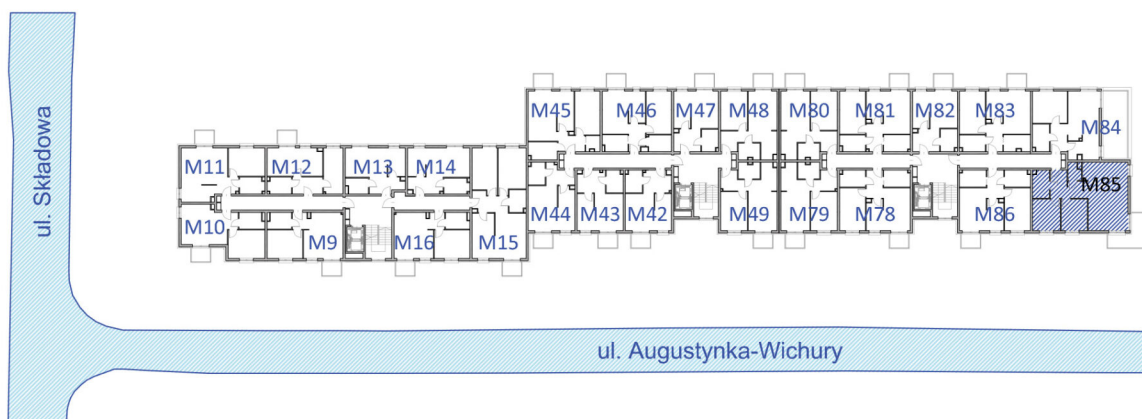 ul. Składowa
M45
M46
M47
M48
M80
M81
M82
M83
M84
M11
M12
M13
M14
M85
M10
M9
M16
M15
M44
M43
M42
M49
M79
M78
M86
ul. Augustynka-Wichury